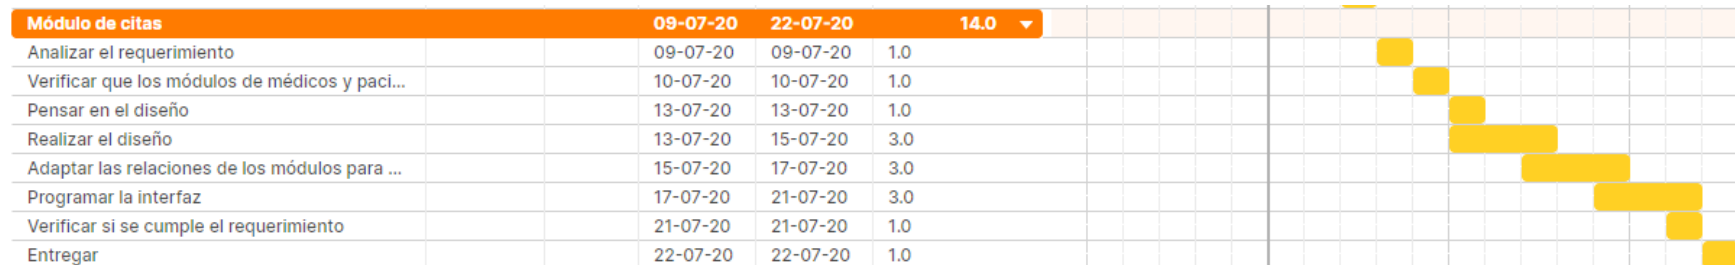 Módulo de citas 09-07-20 22-07-20 14.0
Analizar el requerimiento 09-07-20 09-07-20 1.0
Verificar que los módulos de médicos y paci... 10-07-20 10-07-20 1.0
Pensar en el diseño 13-07-20 13-07-20 1.0
Realizar el diseño 13-07-20 15-07-20 3.0
Adaptar las relaciones de los módulos para ... 15-07-20 17-07-20 3.0
Programar la interfaz 17-07-20 21-07-20 3.0
Verificar si se cumple el requerimiento 21-07-20 21-07-20 1.0
Entregar 22-07-20 22-07-20 1.0